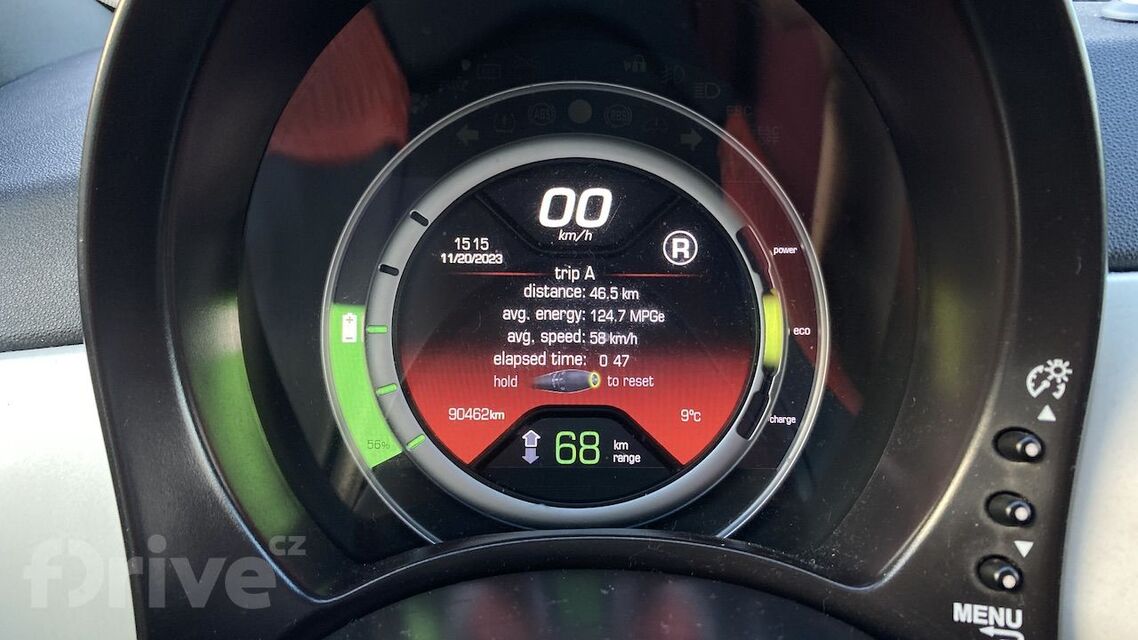 ABS
00
km/h
15 15
11/20/2023
R
trip A
distance: 46.5 km
avg. energy: 124.7 MPGe
avg. speed: 58 km/h
elapsed time: 0 47
hold to reset
90462km
9°C
68 km
range
56%
power
eco
charge
MENU
fDrive.cz